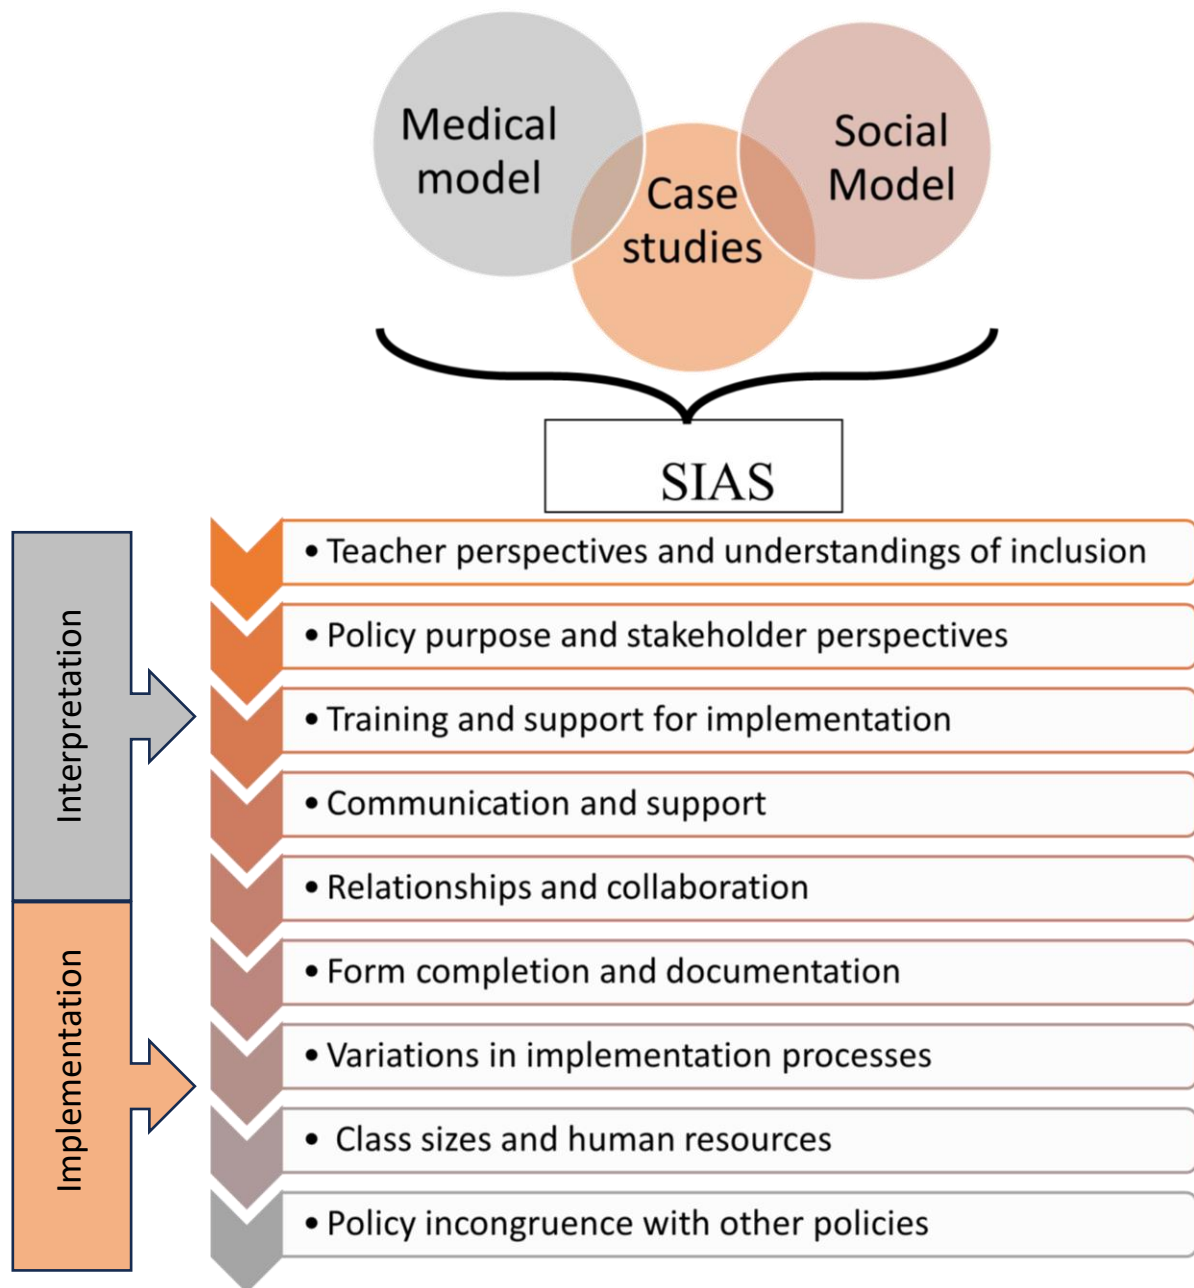 Medical
model
Social
Model
Case
studies
SIAS
Interpretation
• Teacher perspectives and understandings of inclusion
• Policy purpose and stakeholder perspectives
• Training and support for implementation
• Communication and support
• Relationships and collaboration
Implementation
• Form completion and documentation
• Variations in implementation processes
• Class sizes and human resources
• Policy incongruence with other policies